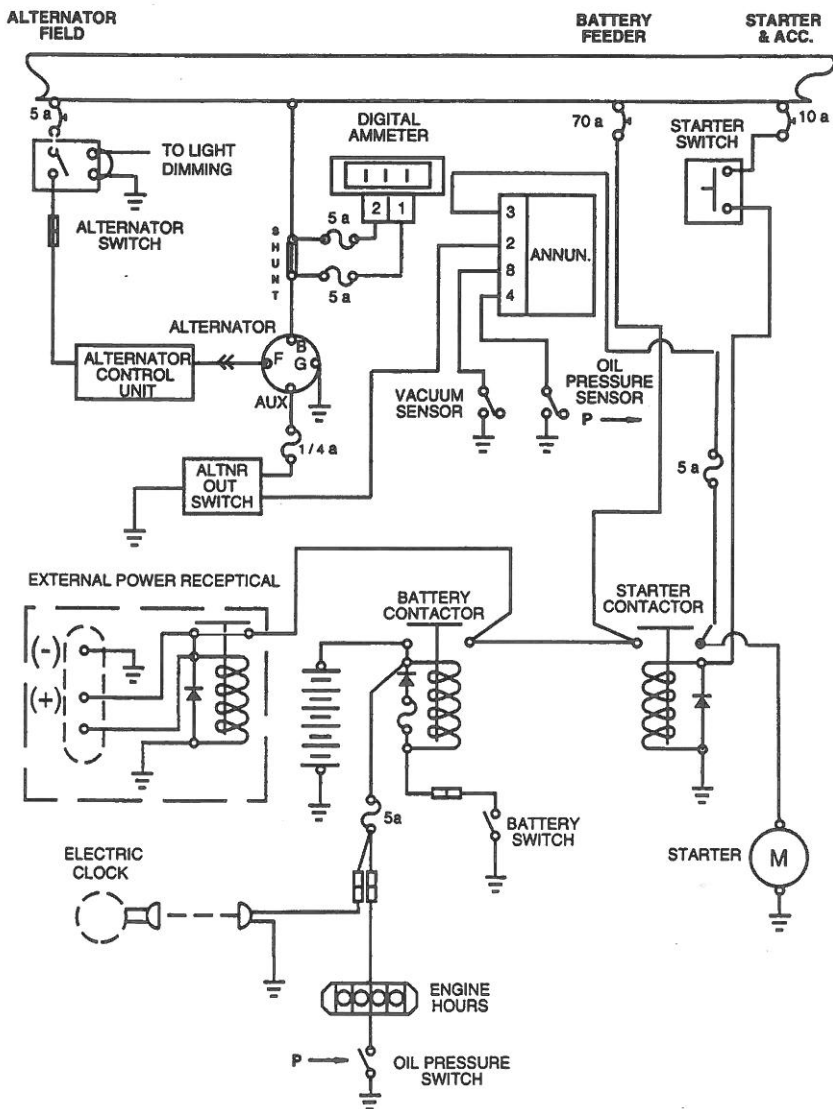 ALTERNATOR
FIELD
BATTERY
FEEDER
STARTER
& ACC.
5 a
TO LIGHT
DIMMING
ALTERNATOR
SWITCH
DIGITAL
AMMETER
2 1
5 a
SHUNT
5 a
70 a
STARTER
SWITCH
10 a
3
2
8
4
ANNUN.
ALTERNATOR
B
F
G
AUX
ALTERNATOR
CONTROL
UNIT
1/4 a
ALTNR
OUT
SWITCH
VACUUM
SENSOR
OIL
PRESSURE
SENSOR
P
5 a
EXTERNAL POWER RECEPTICAL
(-)
(+)
BATTERY
CONTACTOR
STARTER
CONTACTOR
5a
BATTERY
SWITCH
STARTER
M
ELECTRIC
CLOCK
ENGINE
HOURS
P
OIL PRESSURE
SWITCH